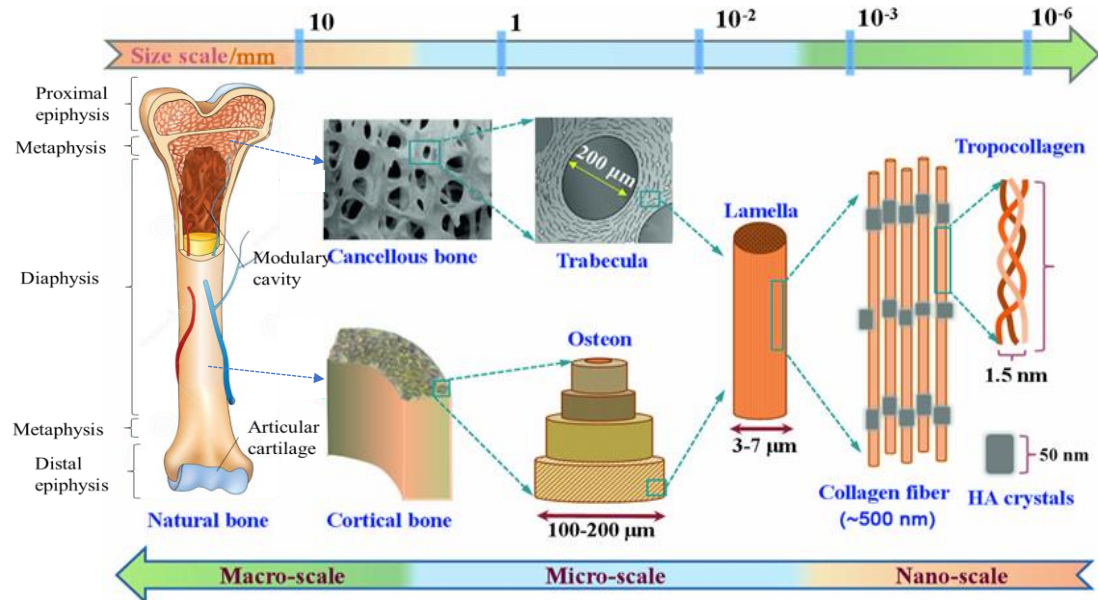 10
1
10⁻²
10⁻³
10⁻⁶
Size scale/mm
Proximal
epiphysis
Metaphysis
Diaphysis
Modulary
cavity
Metaphysis
Articular
cartilage
Distal
epiphysis
Natural bone
Cancellous bone
200 μm
Trabecula
Cortical bone
Osteon
100-200 μm
Lamella
3-7 μm
Collagen fiber
(~500 nm)
Tropocollagen
1.5 nm
50 nm
HA crystals
Macro-scale
Micro-scale
Nano-scale